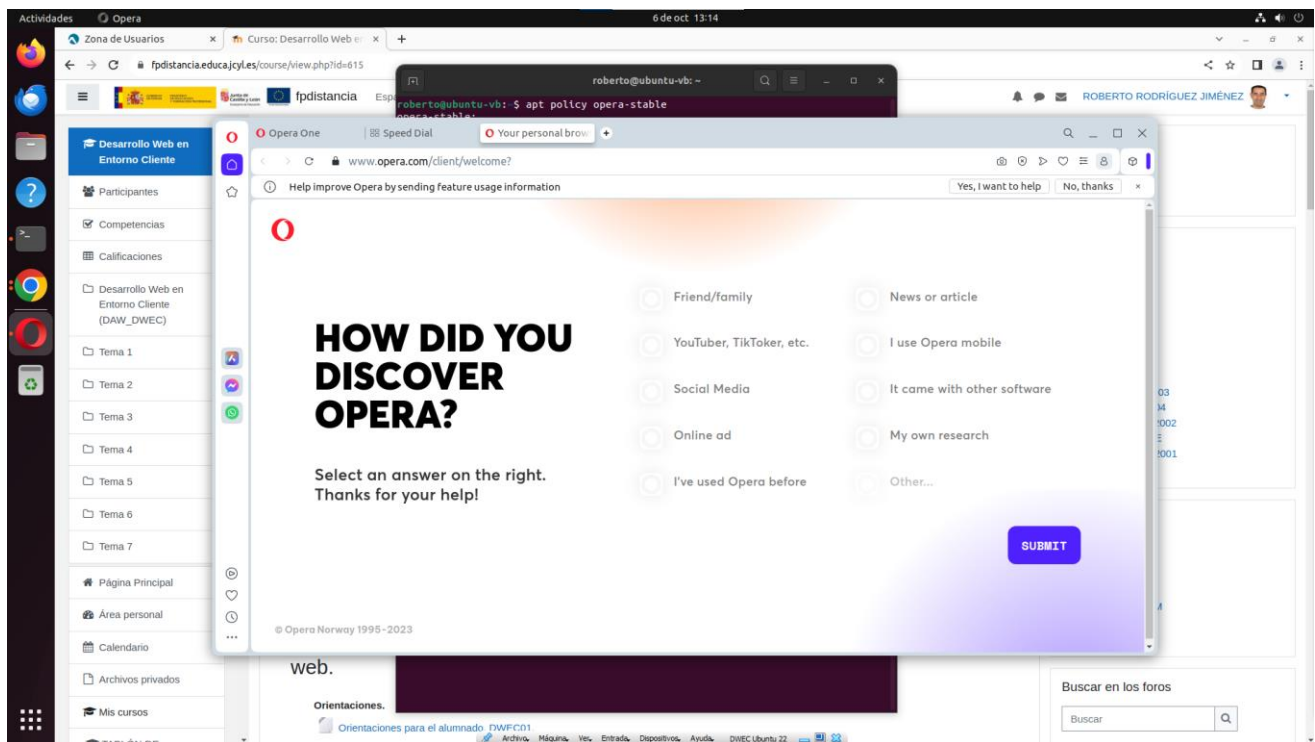 Actividades Opera 6 de oct 13:14
Zona de Usuarios × Curso: Desarrollo Web en × +
fpdistancia.educa.jcyl.es/course/view.php?id=615
roberto@ubuntu-vb: ~
fpdistancia ROBERTO RODRÍGUEZ JIMÉNEZ
roberto@ubuntu-vb:~$ apt policy opera-stable
opera-stable:
Opera One Speed Dial Your personal brow +
www.opera.com/client/welcome?
Help improve Opera by sending feature usage information Yes, I want to help No, thanks ×
Desarrollo Web en
Entorno Cliente
Participantes
Competencias
Calificaciones
Desarrollo Web en
Entorno Cliente
(DAW_DWEC)
Tema 1
Tema 2
Tema 3
Tema 4
Tema 5
Tema 6
Tema 7
Página Principal
Área personal
Calendario
Archivos privados
Mis cursos
HOW DID YOU
DISCOVER
OPERA?
Select an answer on the right.
Thanks for your help!
Friend/family News or article
YouTuber, TikToker, etc. I use Opera mobile
Social Media It came with other software
Online ad My own research
I've used Opera before Other...
SUBMIT
© Opera Norway 1995-2023
03
04
2002
E
2001
web.
Orientaciones.
Orientaciones para el alumnado_DWEC01
Buscar en los foros
Buscar
Archivo Máquina Ver Entrada Dispositivos Ayuda DWEC Ubuntu 22